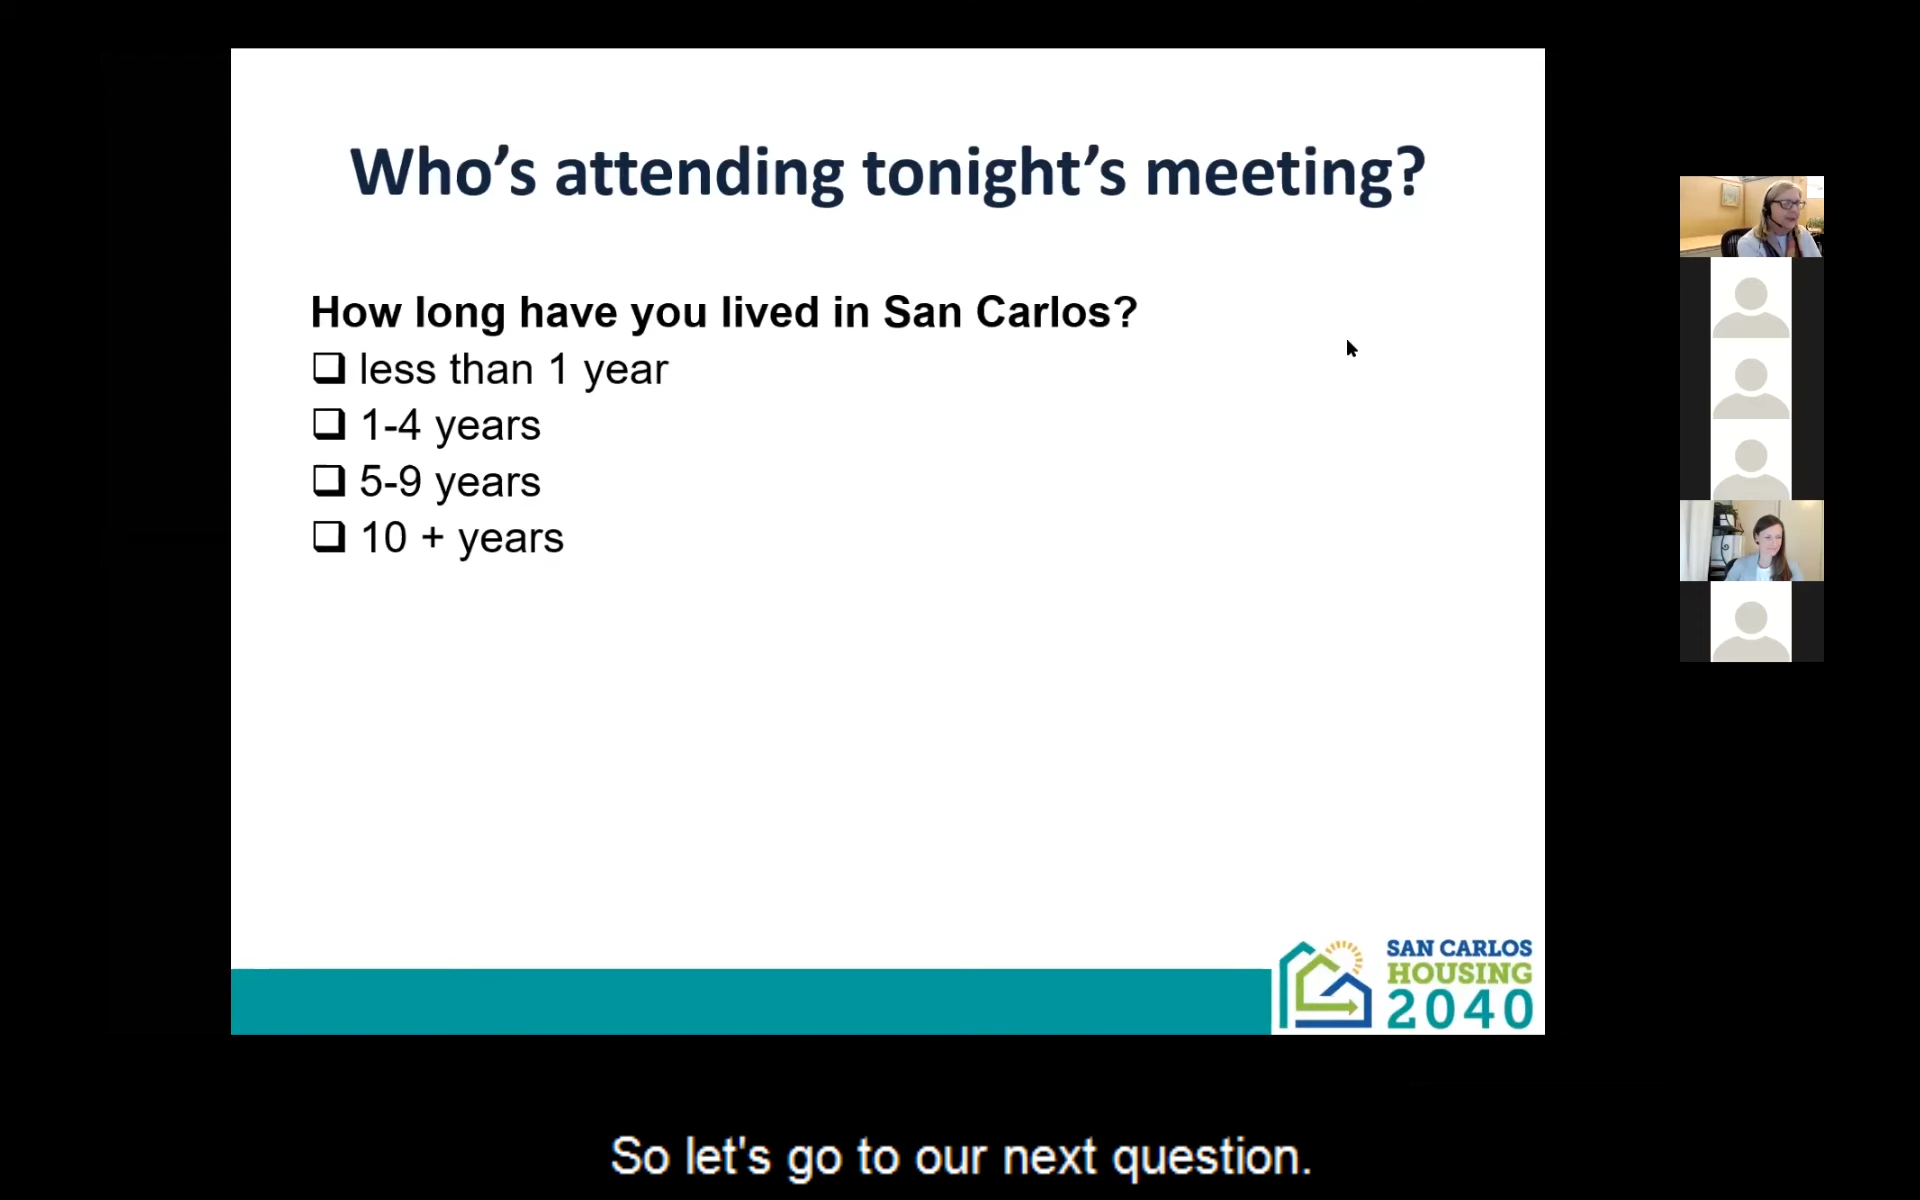 Who’s attending tonight’s meeting?
How long have you lived in San Carlos?
❑ less than 1 year
❑ 1-4 years
❑ 5-9 years
❑ 10 + years
SAN CARLOS
HOUSING
2040
So let's go to our next question.